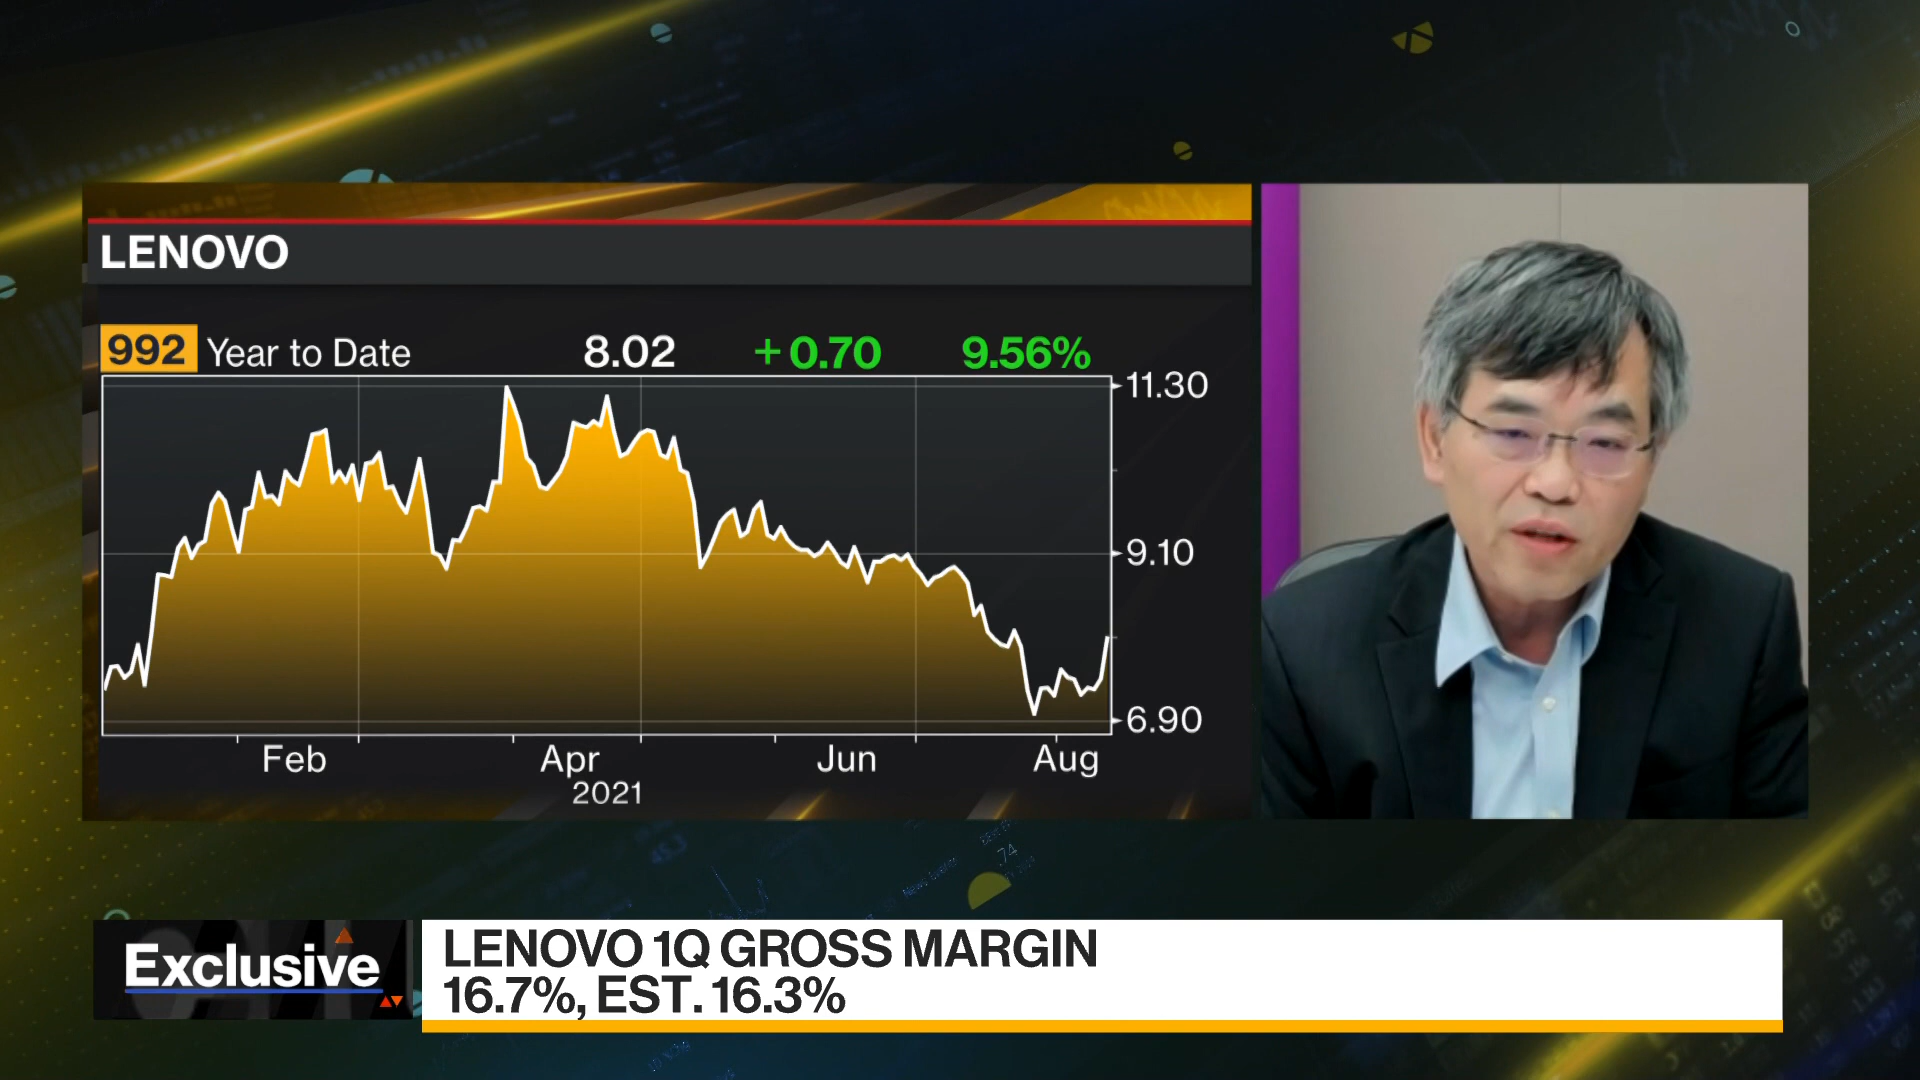 LENOVO
992 Year to Date 8.02 +0.70 9.56%
11.30
9.10
6.90
Feb Apr Jun Aug
2021
Exclusive
LENOVO 1Q GROSS MARGIN
16.7%, EST. 16.3%
.74